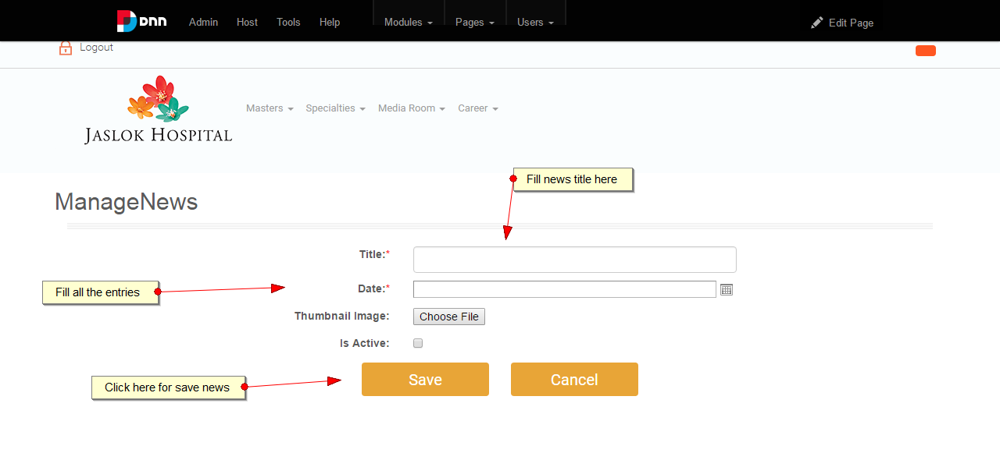 DNN Admin Host Tools Help Modules Pages Users Edit Page
Logout
Masters Specialties Media Room Career
JASLOK HOSPITAL
Fill news title here
ManageNews
Title:*
Fill all the entries
Date:*
Thumbnail Image: Choose File
Is Active:
Click here for save news
Save Cancel